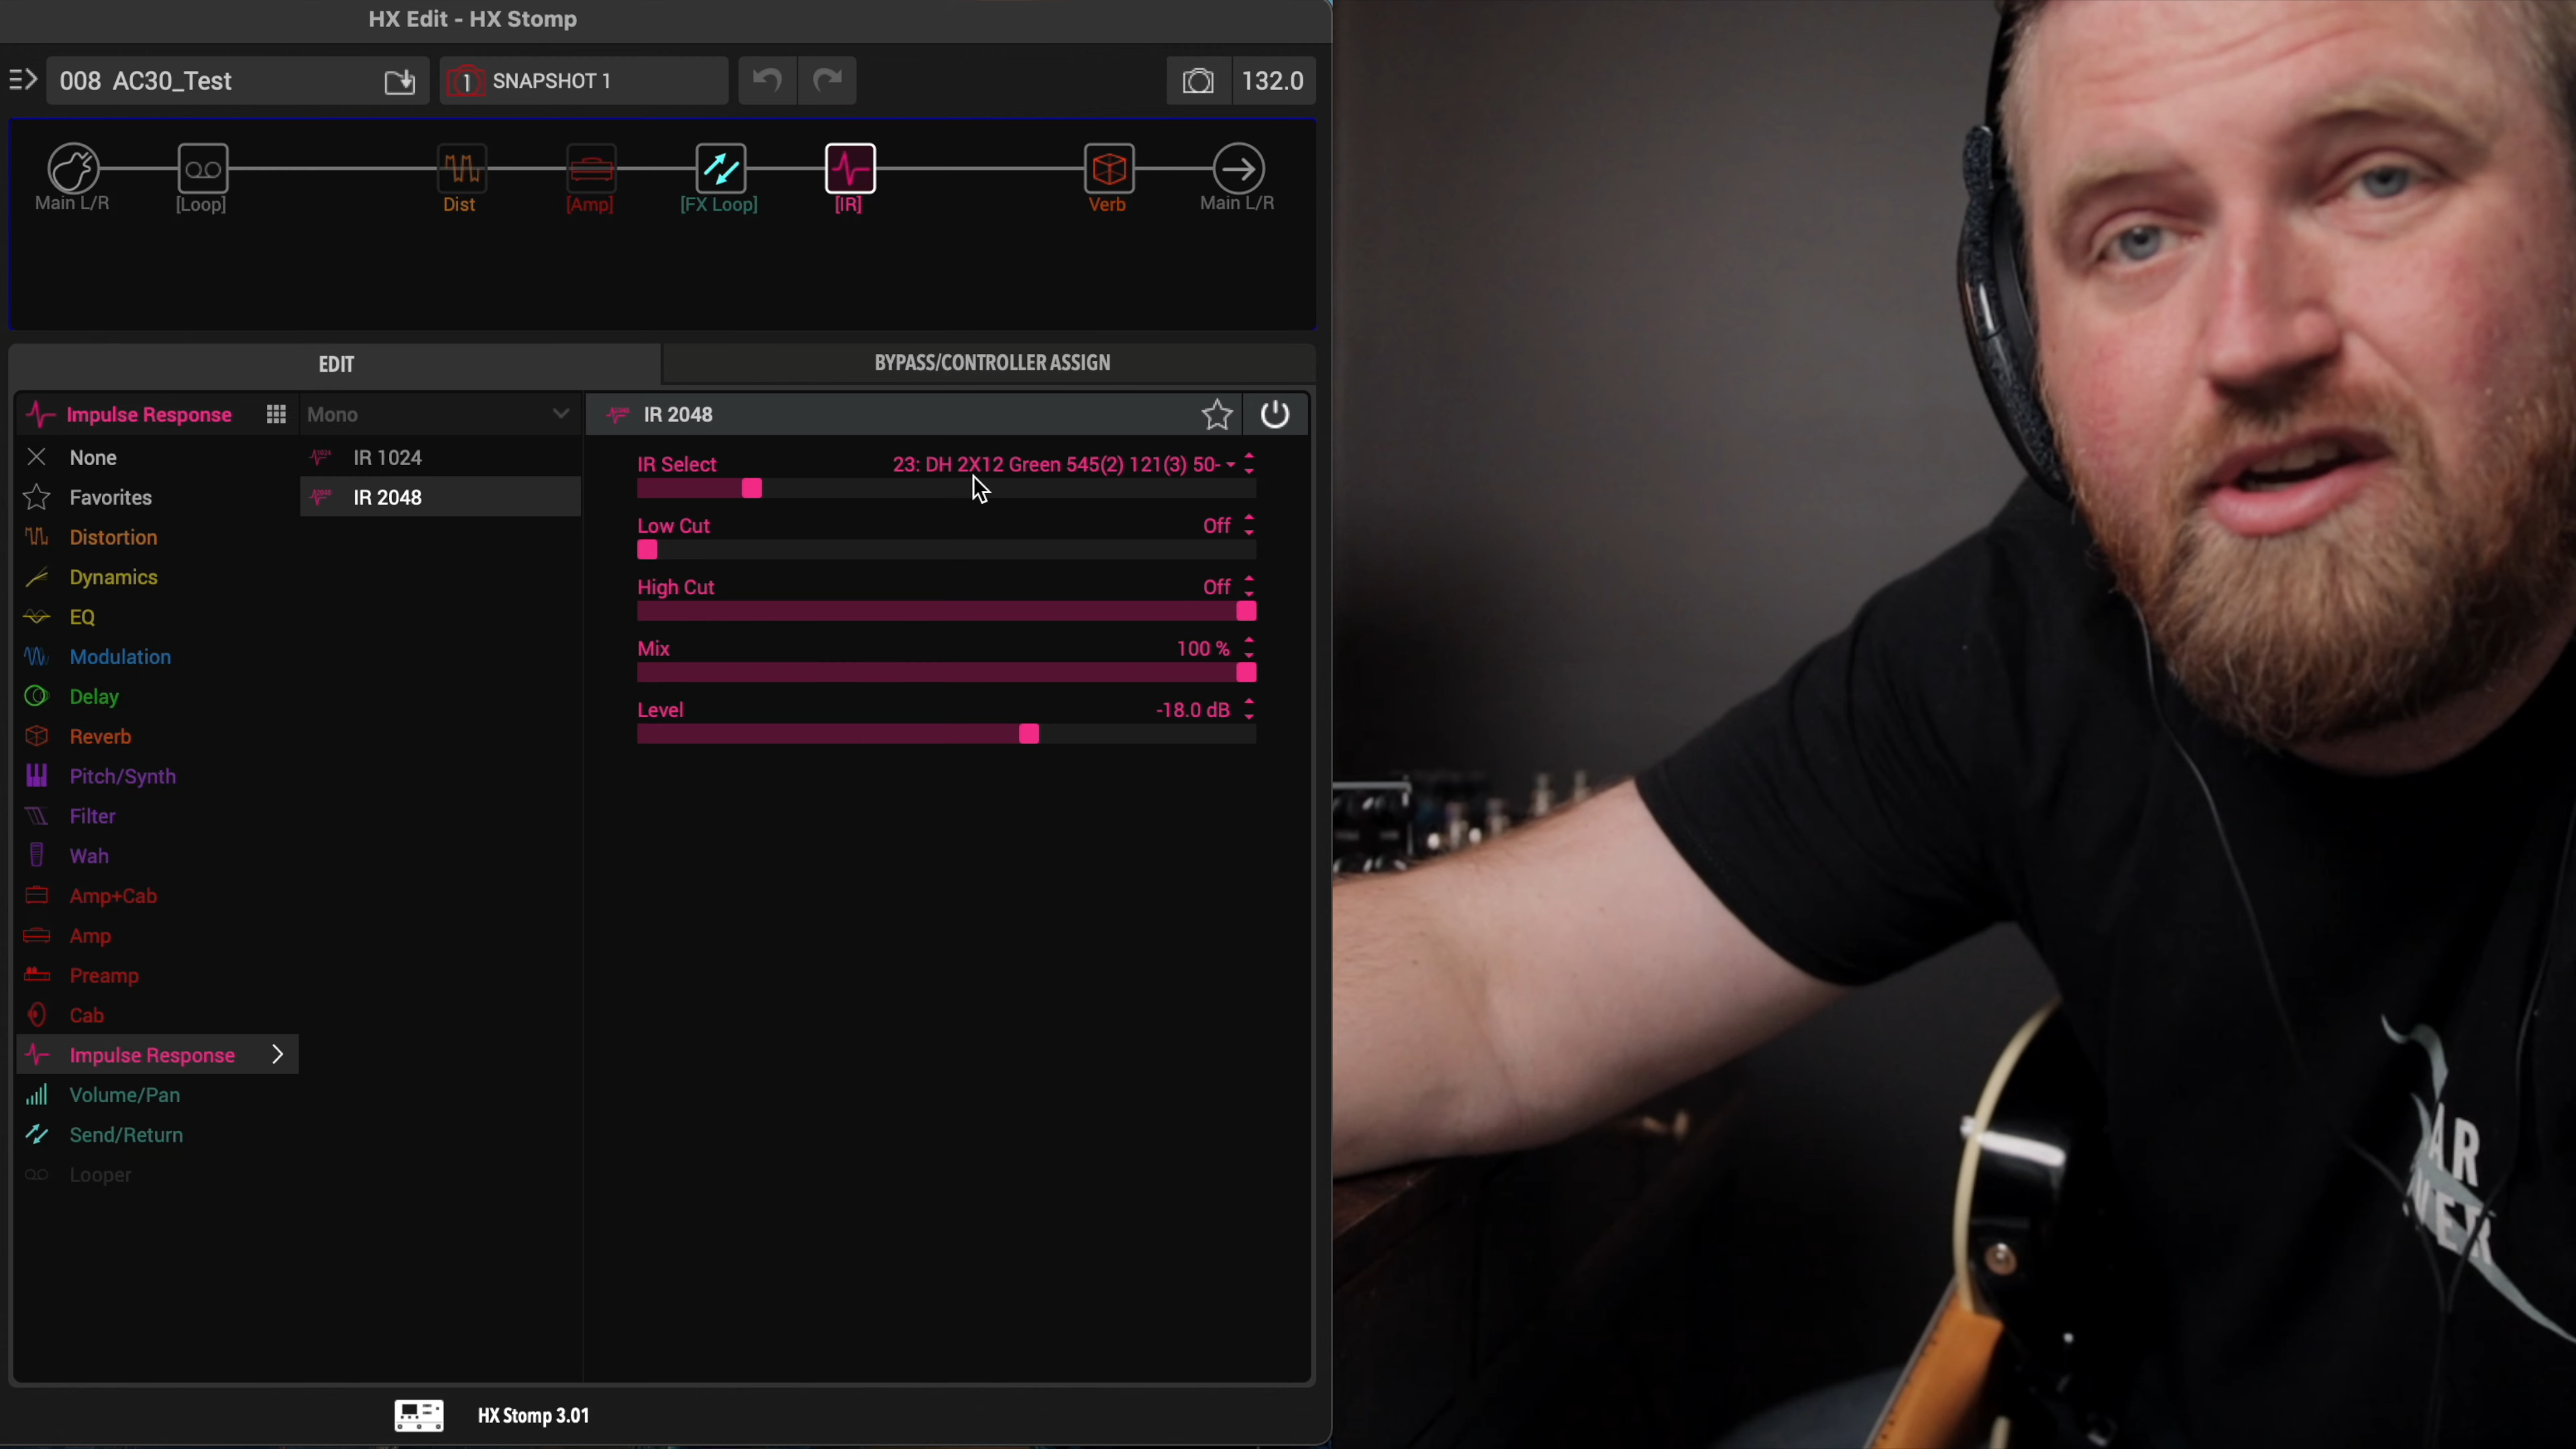 HX Edit - HX Stomp
008 AC30_Test
1 SNAPSHOT 1
132.0
Main L/R
[Loop]
Dist
[Amp]
[FX Loop]
[IR]
Verb
Main L/R
EDIT
BYPASS/CONTROLLER ASSIGN
Impulse Response
Mono
IR 2048
None
Favorites
Distortion
Dynamics
EQ
Modulation
Delay
Reverb
Pitch/Synth
Filter
Wah
Amp+Cab
Amp
Preamp
Cab
Impulse Response
Volume/Pan
Send/Return
Looper
IR 1024
IR 2048
IR Select 23: DH 2X12 Green 545(2) 121(3) 50-
Low Cut Off
High Cut Off
Mix 100 %
Level -18.0 dB
HX Stomp 3.01